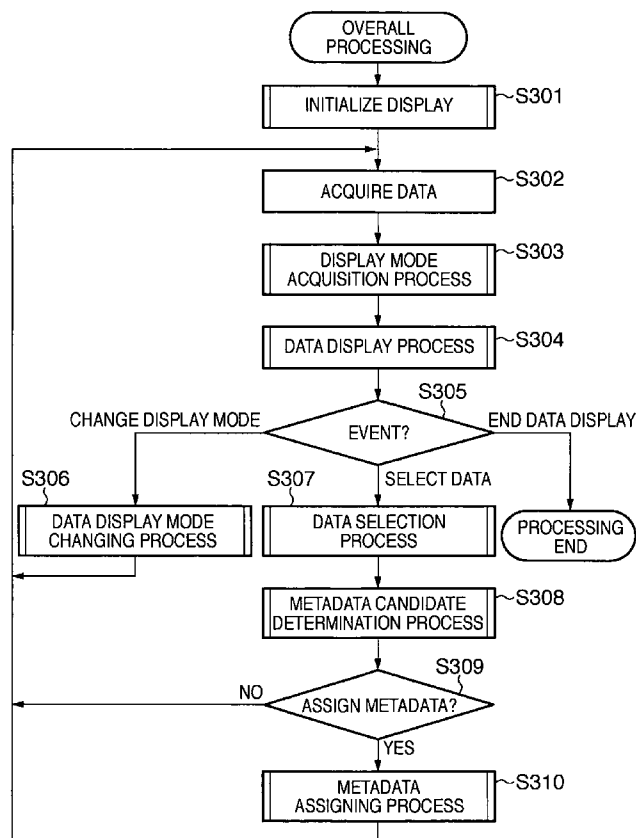 OVERALL
PROCESSING
INITIALIZE DISPLAY
S301
ACQUIRE DATA
S302
DISPLAY MODE
ACQUISITION PROCESS
S303
DATA DISPLAY PROCESS
S304
S305
CHANGE DISPLAY MODE
EVENT?
END DATA DISPLAY
SELECT DATA
S306
DATA DISPLAY MODE
CHANGING PROCESS
S307
DATA SELECTION
PROCESS
PROCESSING
END
METADATA CANDIDATE
DETERMINATION PROCESS
S308
S309
NO
ASSIGN METADATA?
YES
METADATA
ASSIGNING PROCESS
S310